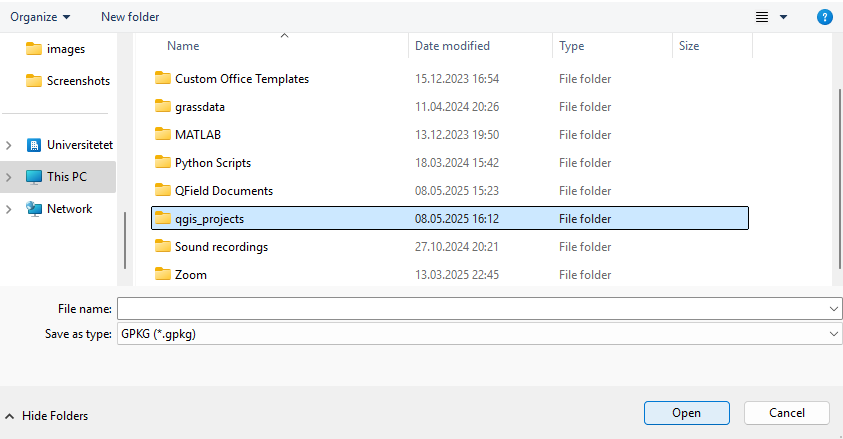 Organize New folder
images
Screenshots
Universitetet
This PC
Network
Name Date modified Type Size
Custom Office Templates 15.12.2023 16:54 File folder
grassdata 11.04.2024 20:26 File folder
MATLAB 13.12.2023 19:50 File folder
Python Scripts 18.03.2024 15:42 File folder
QField Documents 08.05.2025 15:23 File folder
qgis_projects 08.05.2025 16:12 File folder
Sound recordings 27.10.2024 20:21 File folder
Zoom 13.03.2025 22:45 File folder
File name:
Save as type: GPKG (*.gpkg)
Hide Folders Open Cancel